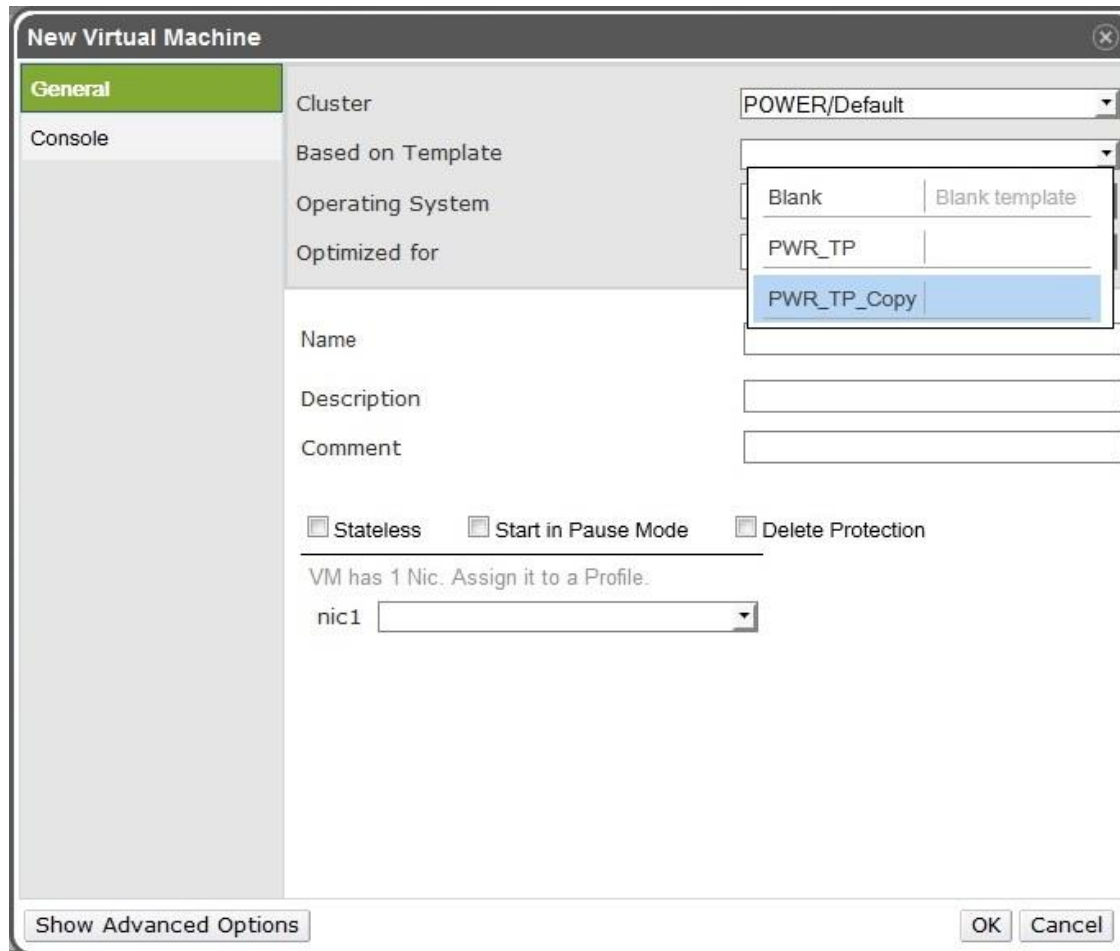 New Virtual Machine
General
Console
Cluster POWER/Default
Based on Template
Operating System
Optimized for
Blank Blank template
PWR_TP
PWR_TP_Copy
Name
Description
Comment
Stateless Start in Pause Mode Delete Protection
VM has 1 Nic. Assign it to a Profile.
nic1
Show Advanced Options OK Cancel